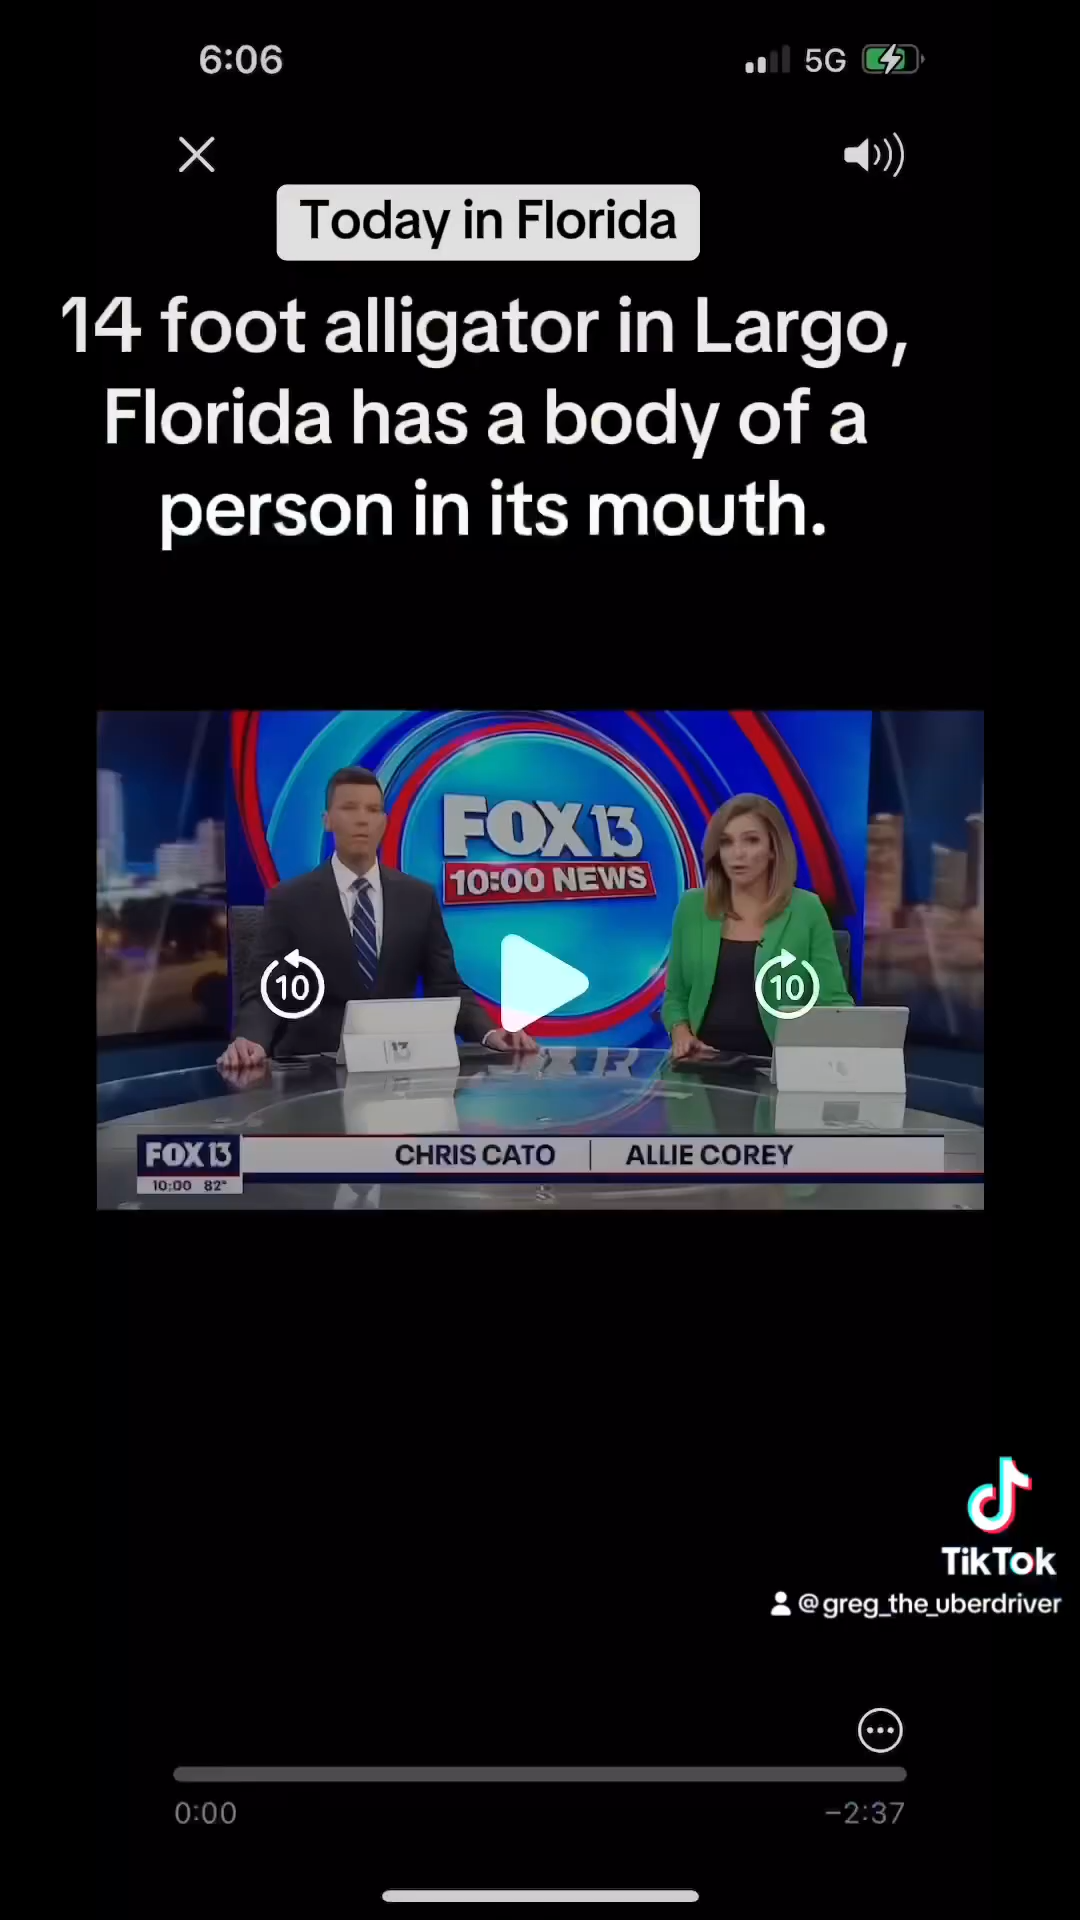 6:06
5G
Today in Florida
14 foot alligator in Largo,
Florida has a body of a
person in its mouth.
FOX 13
10:00 NEWS
10
10
13
FOX 13
CHRIS CATO | ALLIE COREY
10:00 82°
TikTok
@greg_the_uberdriver
0:00
-2:37